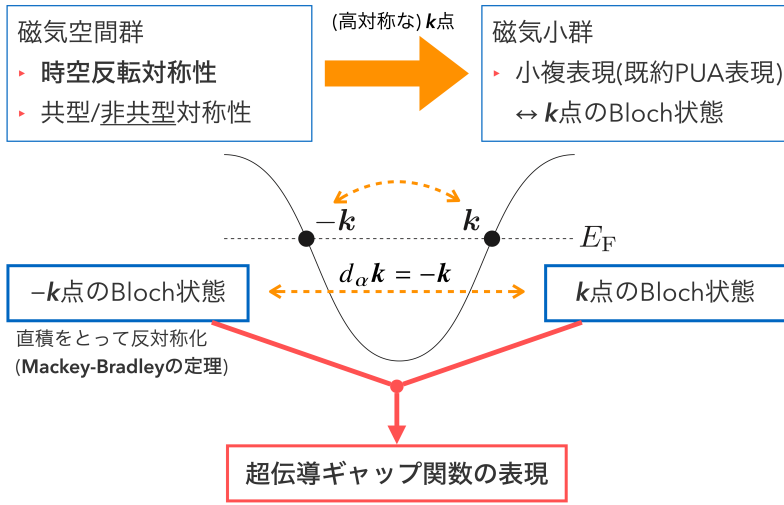 磁気空間群
▸ 時空反転対称性
▸ 共型/非共型対称性
(高対称な) k点
磁気小群
▸ 小複表現(既約PUA表現)
↔ k点のBloch状態
−k
k
E_F
d_α k = −k
−k点のBloch状態
k点のBloch状態
直積をとって反対称化
(Mackey-Bradleyの定理)
超伝導ギャップ関数の表現